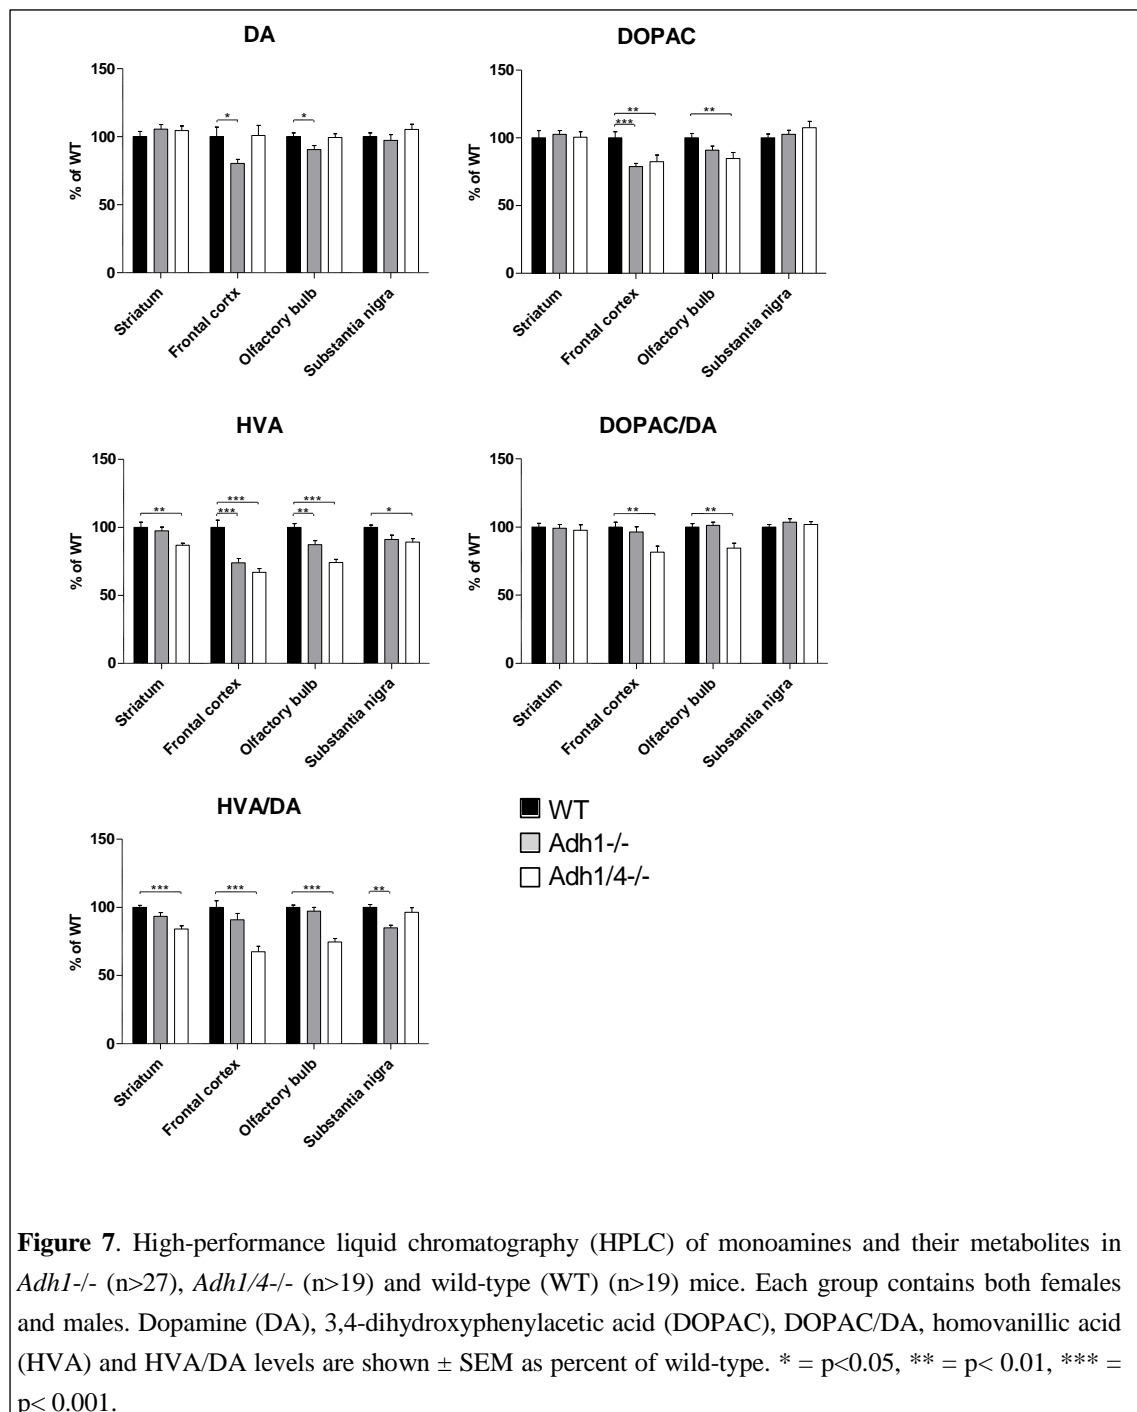 DA
150
100
50
0
% of WT
* *
Striatum
Frontal cortx
Olfactory bulb
Substantia nigra
DOPAC
150
100
50
0
% of WT
** **
***
Striatum
Frontal cortex
Olfactory bulb
Substantia nigra
HVA
150
100
50
0
% of WT
** *** *** *
*** **
Striatum
Frontal cortex
Olfactory bulb
Substantia nigra
DOPAC/DA
150
100
50
0
% of WT
** **
Striatum
Frontal cortex
Olfactory bulb
Substantia nigra
HVA/DA
150
100
50
0
% of WT
*** *** *** **
Striatum
Frontal cortex
Olfactory bulb
Substantia nigra
WT
Adh1-/-
Adh1/4-/-
Figure 7. High-performance liquid chromatography (HPLC) of monoamines and their metabolites in
Adh1-/- (n>27), Adh1/4-/- (n>19) and wild-type (WT) (n>19) mice. Each group contains both females
and males. Dopamine (DA), 3,4-dihydroxyphenylacetic acid (DOPAC), DOPAC/DA, homovanillic acid
(HVA) and HVA/DA levels are shown ± SEM as percent of wild-type. * = p<0.05, ** = p< 0.01, *** =
p< 0.001.